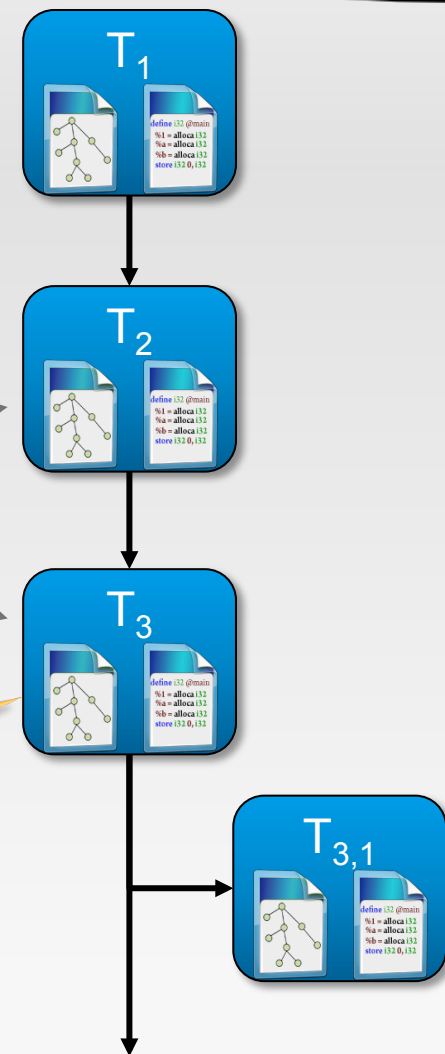 T1
define i32 @main
%1 = alloca i32
%a = alloca i32
%b = alloca i32
store i32 0, i32
T2
define i32 @main
%1 = alloca i32
%a = alloca i32
%b = alloca i32
store i32 0, i32
T3
define i32 @main
%1 = alloca i32
%a = alloca i32
%b = alloca i32
store i32 0, i32
T3,1
define i32 @main
%1 = alloca i32
%a = alloca i32
%b = alloca i32
store i32 0, i32